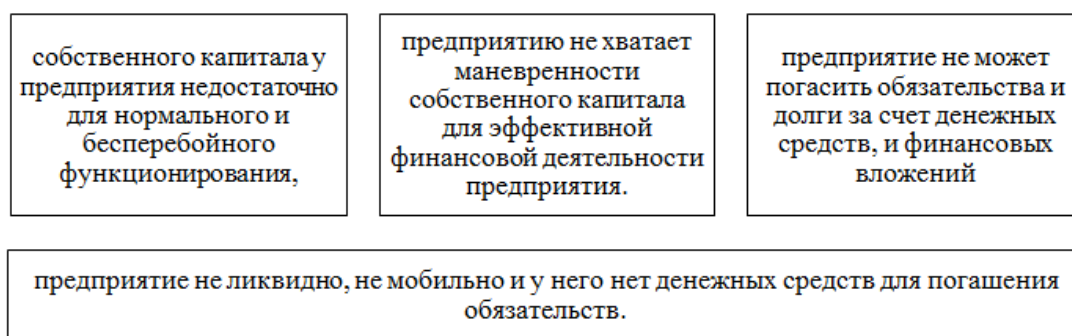 собственного капитала у
предприятия недостаточно
для нормального и
бесперебойного
функционирования,
предприятию не хватает
маневренности
собственного капитала
для эффективной
финансовой деятельности
предприятия.
предприятие не может
погасить обязательства и
долги за счет денежных
средств, и финансовых
вложений
предприятие не ликвидно, не мобильно и у него нет денежных средств для погашения
обязательств.